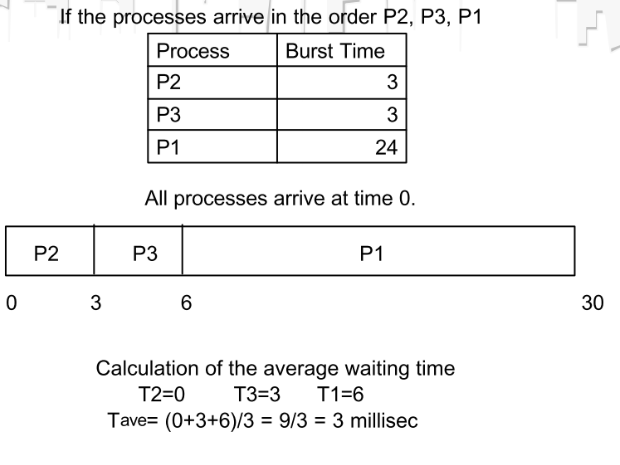 If the processes arrive in the order P2, P3, P1
Process Burst Time
P2 3
P3 3
P1 24
All processes arrive at time 0.
P2 P3 P1
0 3 6 30
Calculation of the average waiting time
T2=0 T3=3 T1=6
Tave= (0+3+6)/3 = 9/3 = 3 millisec